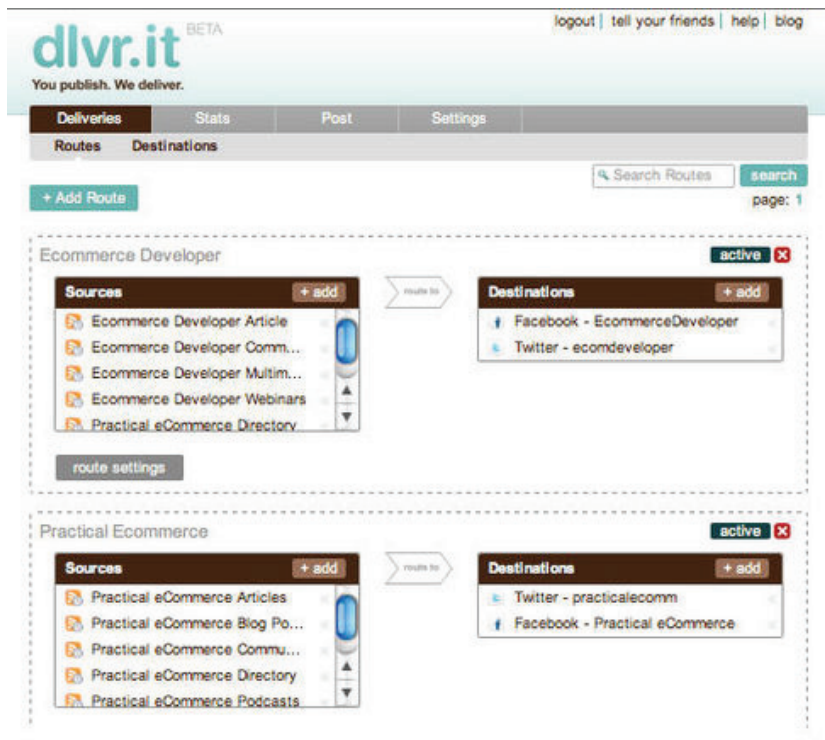 logout | tell your friends | help | blog
dlvr.it BETA
You publish. We deliver.
Deliveries Stats Post Settings
Routes Destinations
Search Routes search
+ Add Route page: 1
Ecommerce Developer active
Sources + add route to Destinations + add
Ecommerce Developer Article Facebook - EcommerceDeveloper
Ecommerce Developer Comm... Twitter - ecomdeveloper
Ecommerce Developer Multim...
Ecommerce Developer Webinars
Practical eCommerce Directory
route settings
Practical Ecommerce active
Sources + add route to Destinations + add
Practical eCommerce Articles Twitter - practicalecomm
Practical eCommerce Blog Po... Facebook - Practical eCommerce
Practical eCommerce Commu...
Practical eCommerce Directory
Practical eCommerce Podcasts